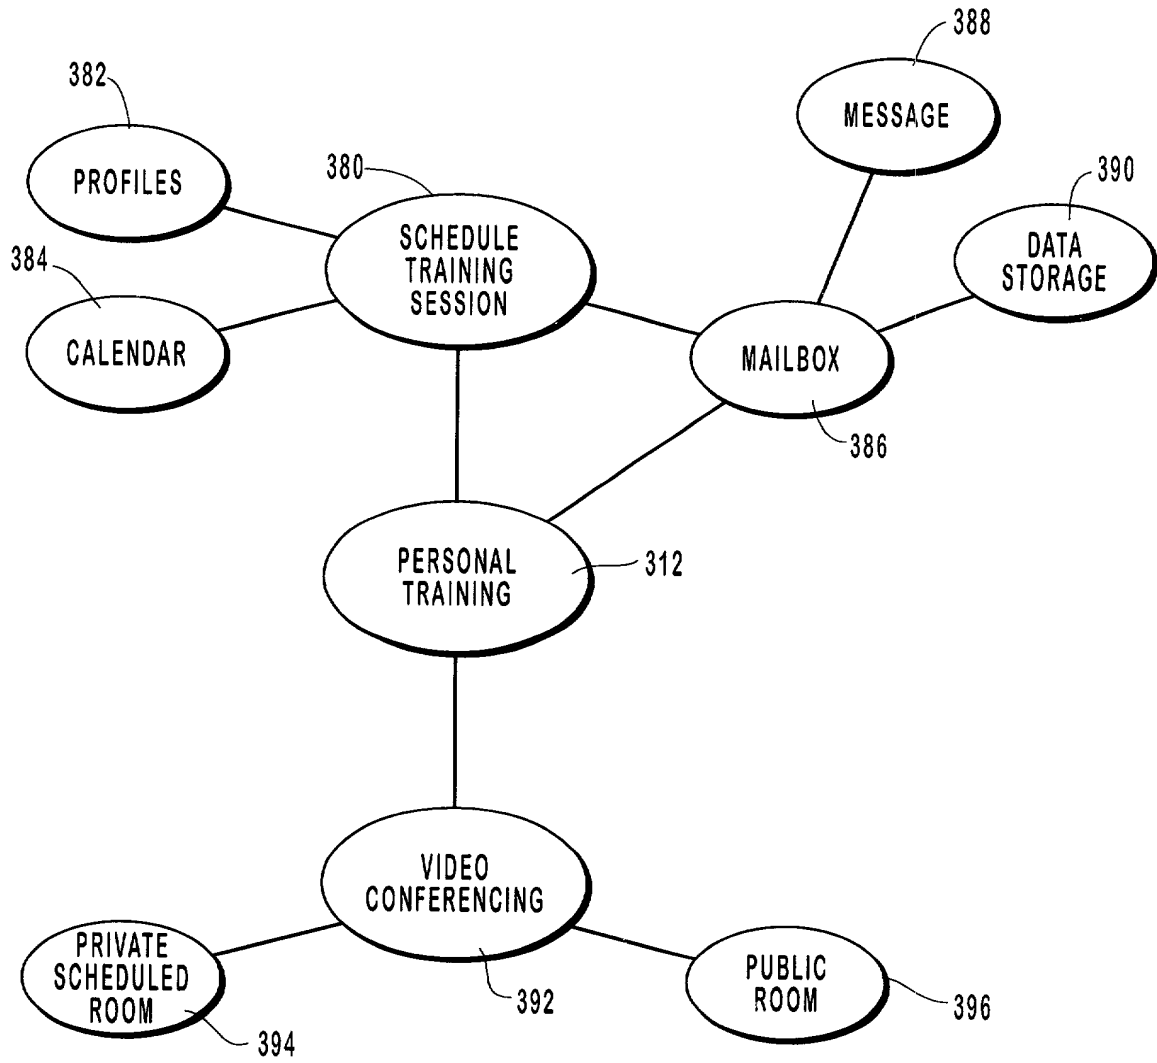 388
382
MESSAGE
380
PROFILES
390
SCHEDULE
TRAINING
SESSION
DATA
STORAGE
384
CALENDAR
MAILBOX
386
PERSONAL
TRAINING
312
VIDEO
CONFERENCING
PRIVATE
SCHEDULED
ROOM
PUBLIC
ROOM
392
396
394